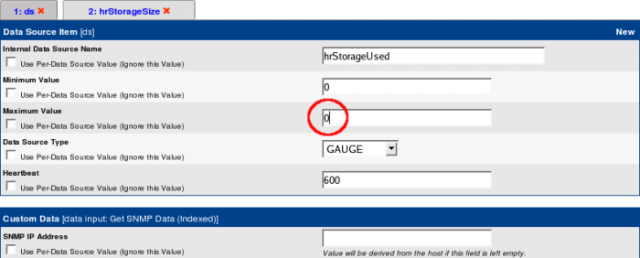 1: ds
2: hrStorageSize
Data Source Item [ds]
New
Internal Data Source Name
Use Per-Data Source Value (Ignore this Value)
hrStorageUsed
Minimum Value
Use Per-Data Source Value (Ignore this Value)
0
Maximum Value
Use Per-Data Source Value (Ignore this Value)
0
Data Source Type
Use Per-Data Source Value (Ignore this Value)
GAUGE
Heartbeat
Use Per-Data Source Value (Ignore this Value)
600
Custom Data [data input: Get SNMP Data (Indexed)]
SNMP IP Address
Use Per-Data Source Value (Ignore this Value)
Value will be derived from the host if this field is left empty.